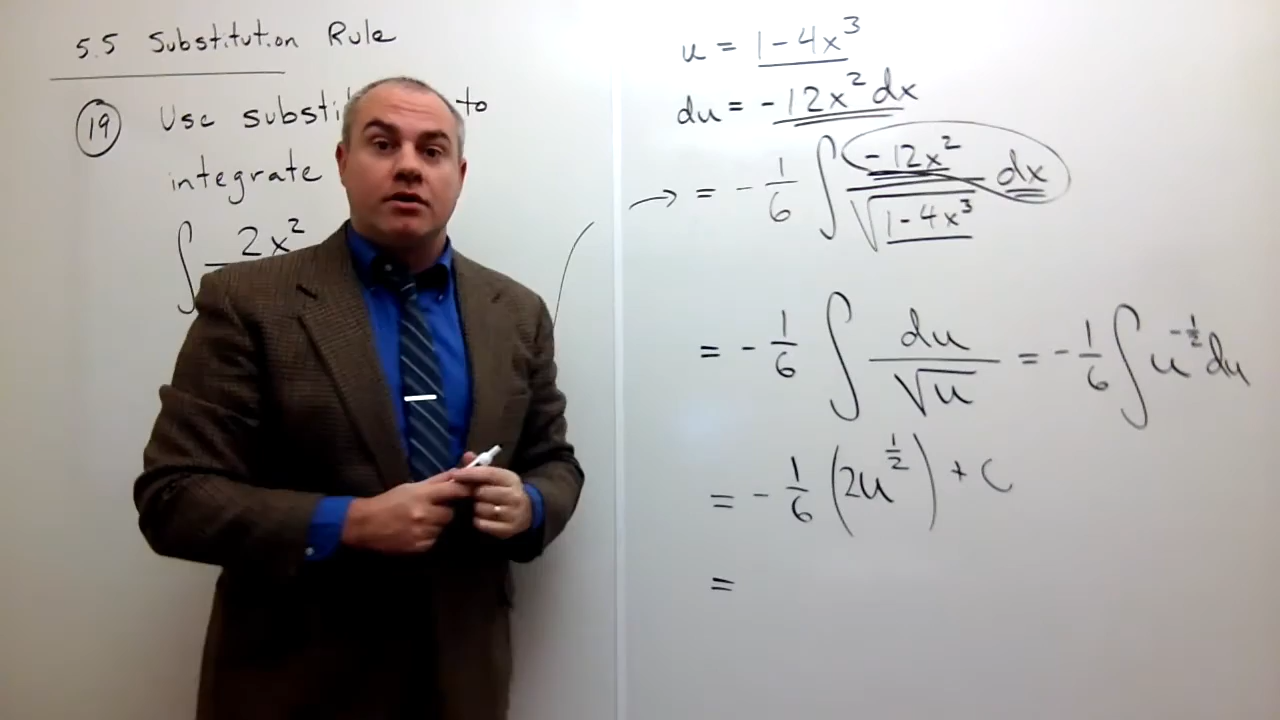 5.5 Substitution Rule
19 Use substi to
integrate
∫ 2x²
u = 1 - 4x³
du = -12x² dx
→ = -1/6 ∫ -12x²/√(1 - 4x³) dx
= -1/6 ∫ du/√u = -1/6 ∫ u^(-1/2) du
= -1/6 (2u^(1/2)) + C
=